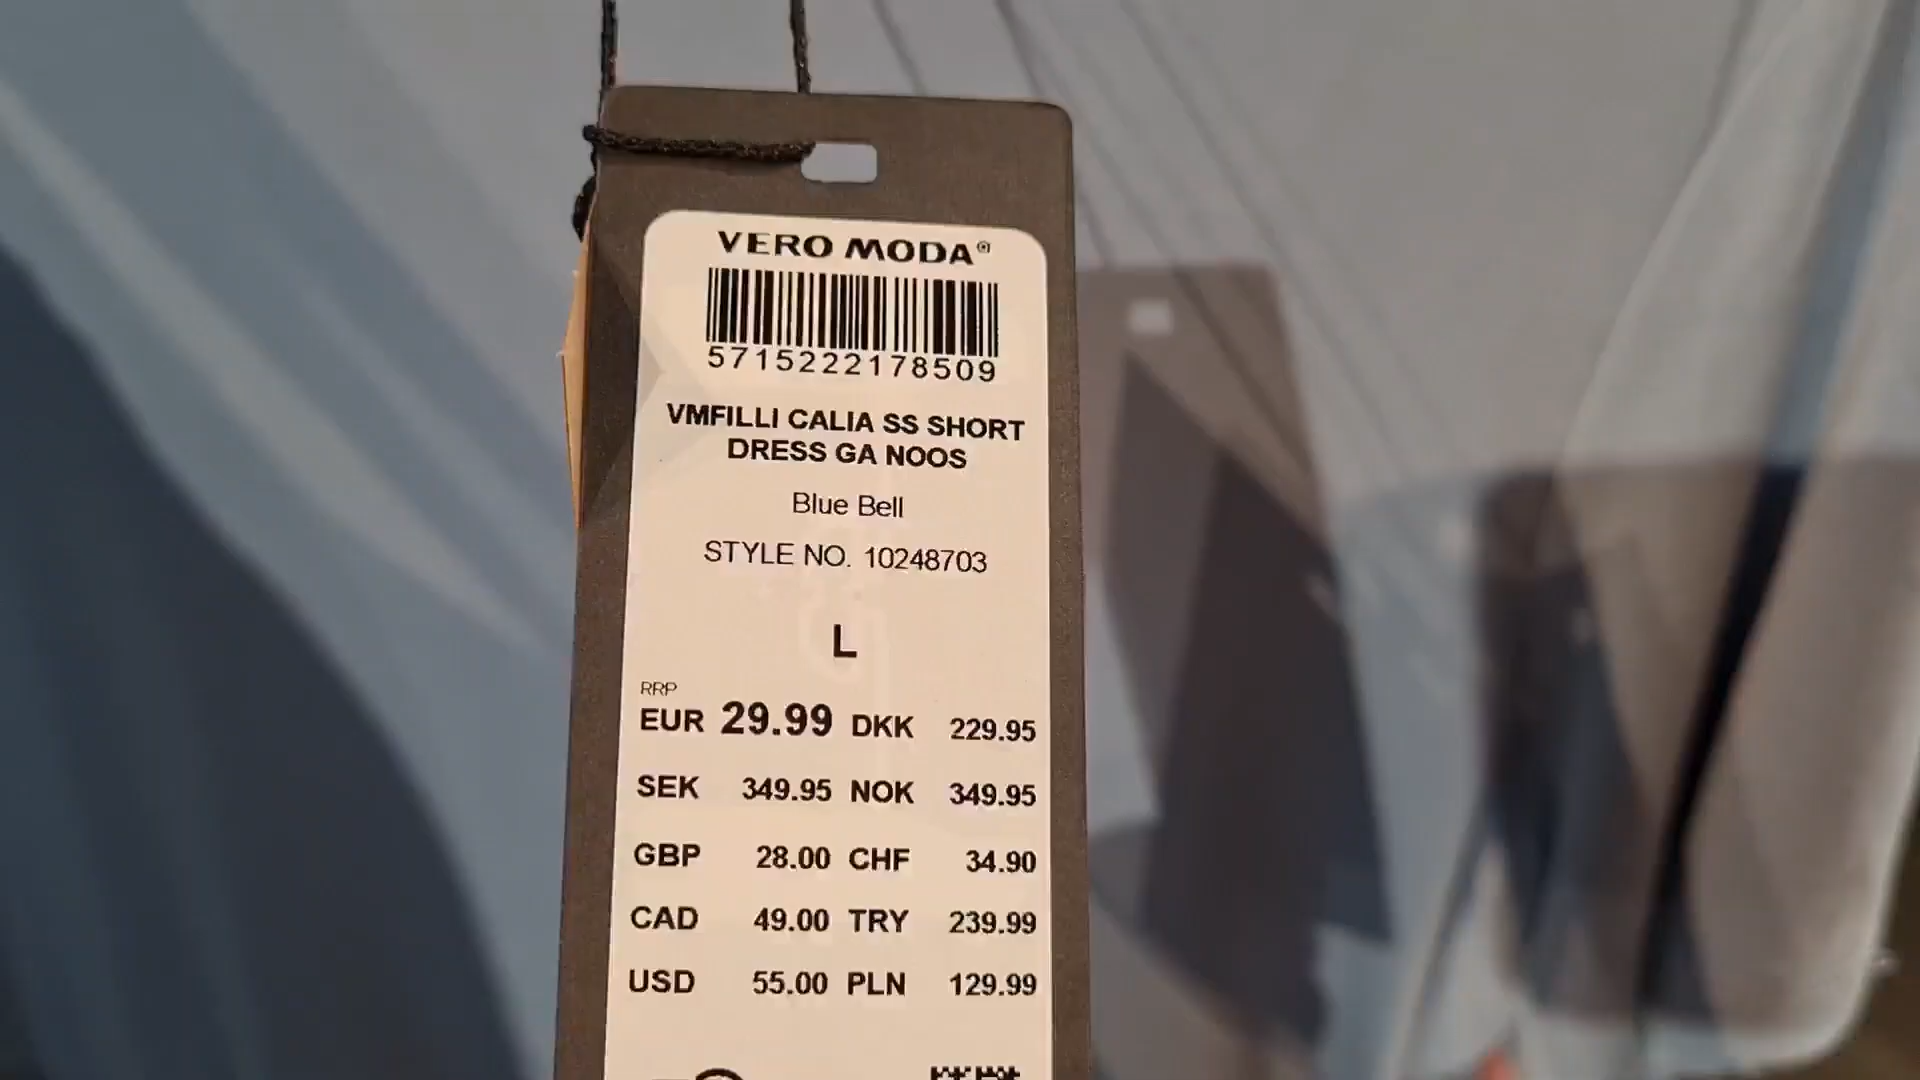 VERO MODA®
5715222178509
VMFILLI CALIA SS SHORT
DRESS GA NOOS
Blue Bell
STYLE NO. 10248703
L
RRP
EUR 29.99 DKK 229.95
SEK 349.95 NOK 349.95
GBP 28.00 CHF 34.90
CAD 49.00 TRY 239.99
USD 55.00 PLN 129.99